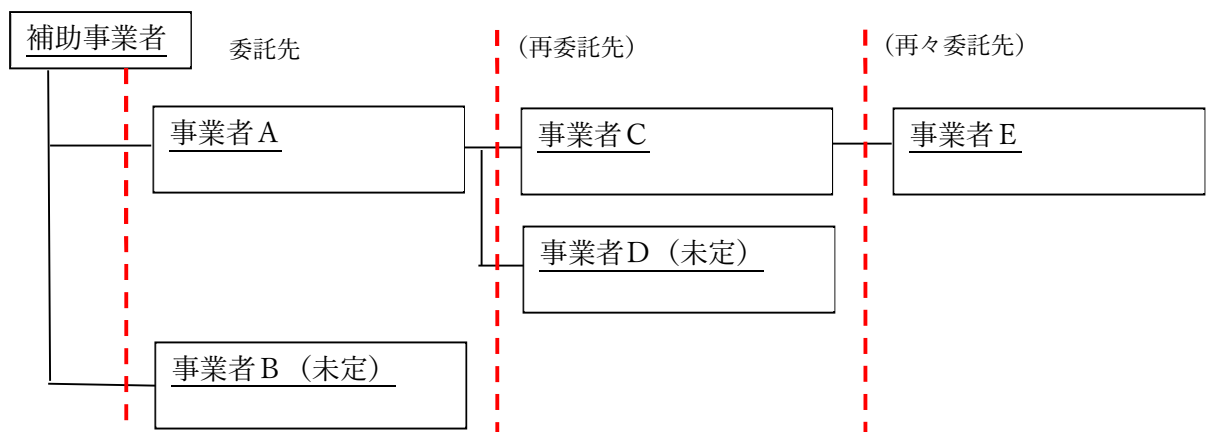 補助事業者
委託先
(再委託先)
(再々委託先)
事業者A
事業者C
事業者E
事業者D（未定）
事業者B（未定）